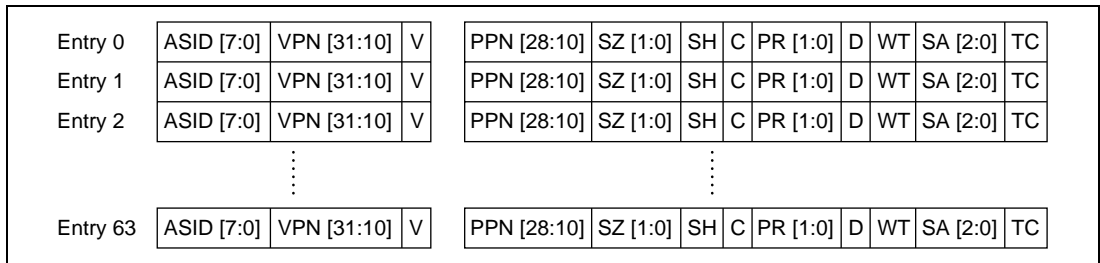 Entry 0 ASID [7:0] VPN [31:10] V PPN [28:10] SZ [1:0] SH C PR [1:0] D WT SA [2:0] TC
Entry 1 ASID [7:0] VPN [31:10] V PPN [28:10] SZ [1:0] SH C PR [1:0] D WT SA [2:0] TC
Entry 2 ASID [7:0] VPN [31:10] V PPN [28:10] SZ [1:0] SH C PR [1:0] D WT SA [2:0] TC
Entry 63 ASID [7:0] VPN [31:10] V PPN [28:10] SZ [1:0] SH C PR [1:0] D WT SA [2:0] TC